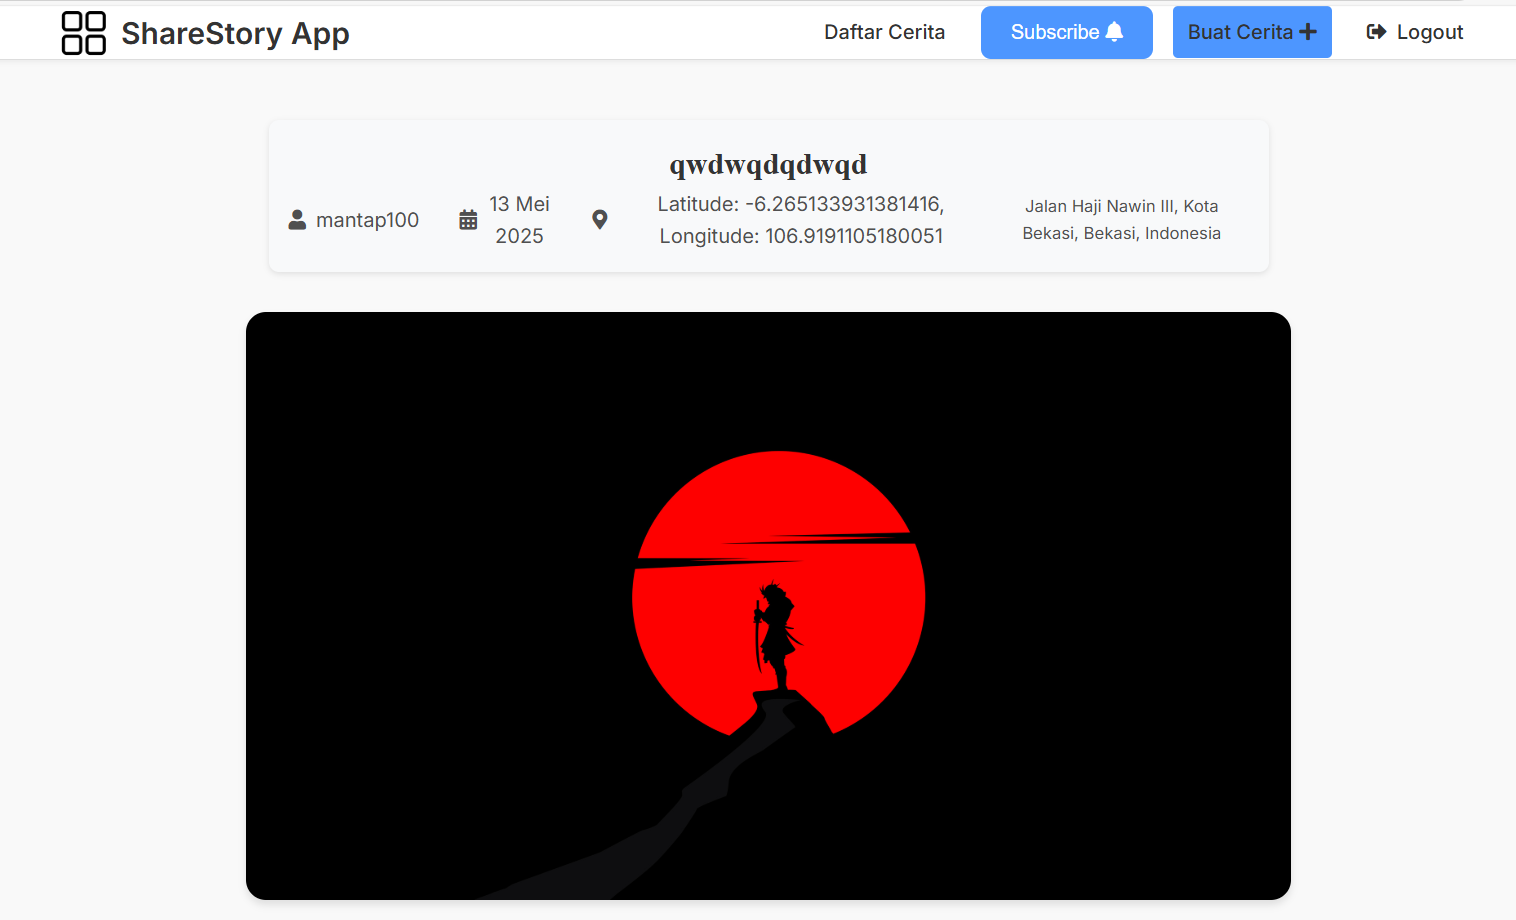 ShareStory App
Daftar Cerita
Subscribe
Buat Cerita
Logout
qwdwqdqdwqd
mantap100
13 Mei
2025
Latitude: -6.265133931381416,
Longitude: 106.9191105180051
Jalan Haji Nawin III, Kota
Bekasi, Bekasi, Indonesia